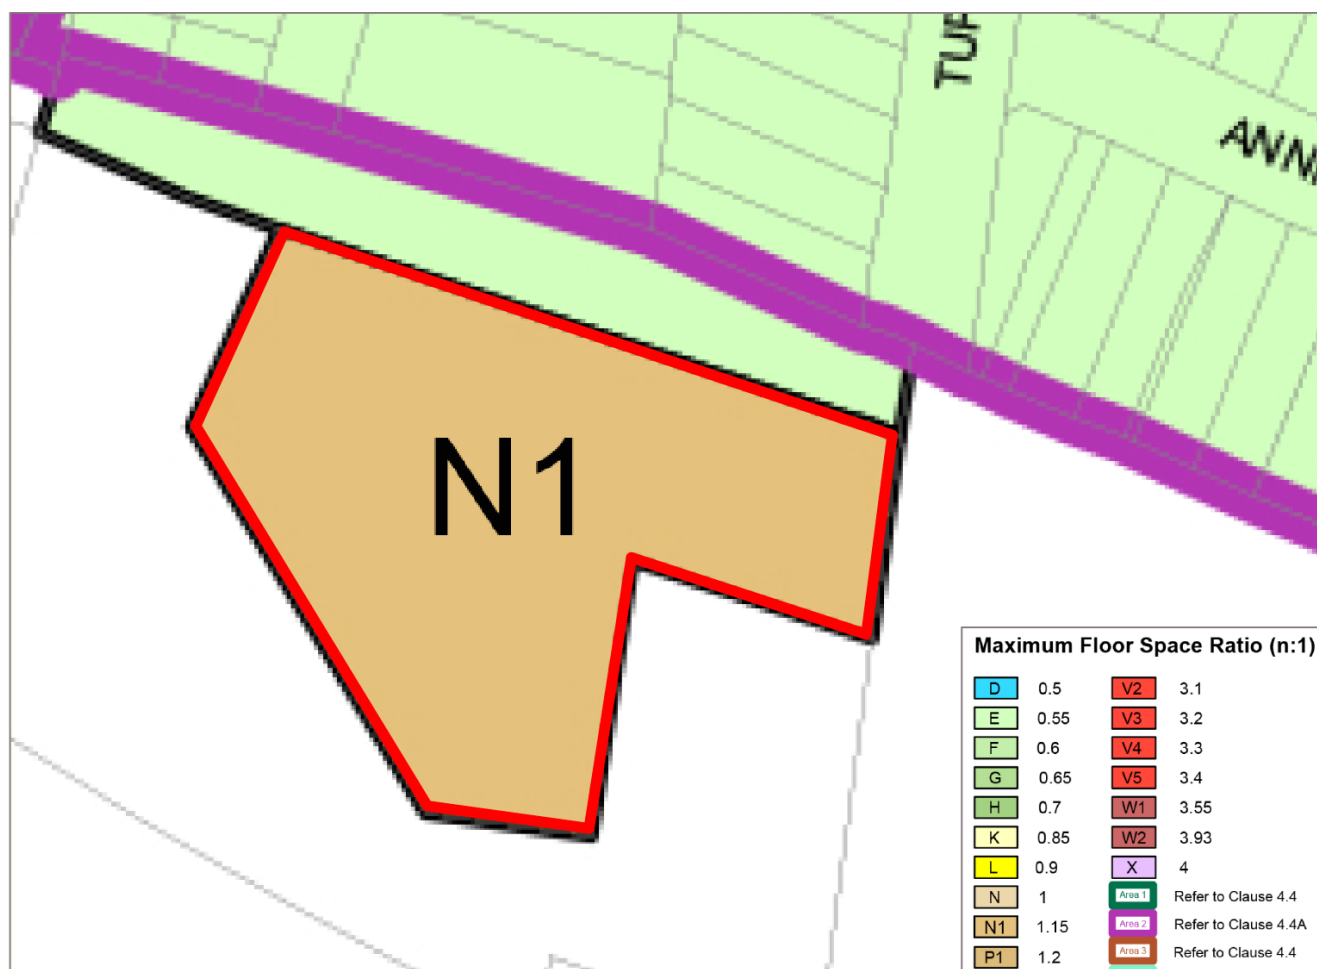 TUR
ANN
N1
Maximum Floor Space Ratio (n:1)
D 0.5 V2 3.1
E 0.55 V3 3.2
F 0.6 V4 3.3
G 0.65 V5 3.4
H 0.7 W1 3.55
K 0.85 W2 3.93
L 0.9 X 4
N 1 Area 1 Refer to Clause 4.4
N1 1.15 Area 2 Refer to Clause 4.4A
P1 1.2 Area 3 Refer to Clause 4.4